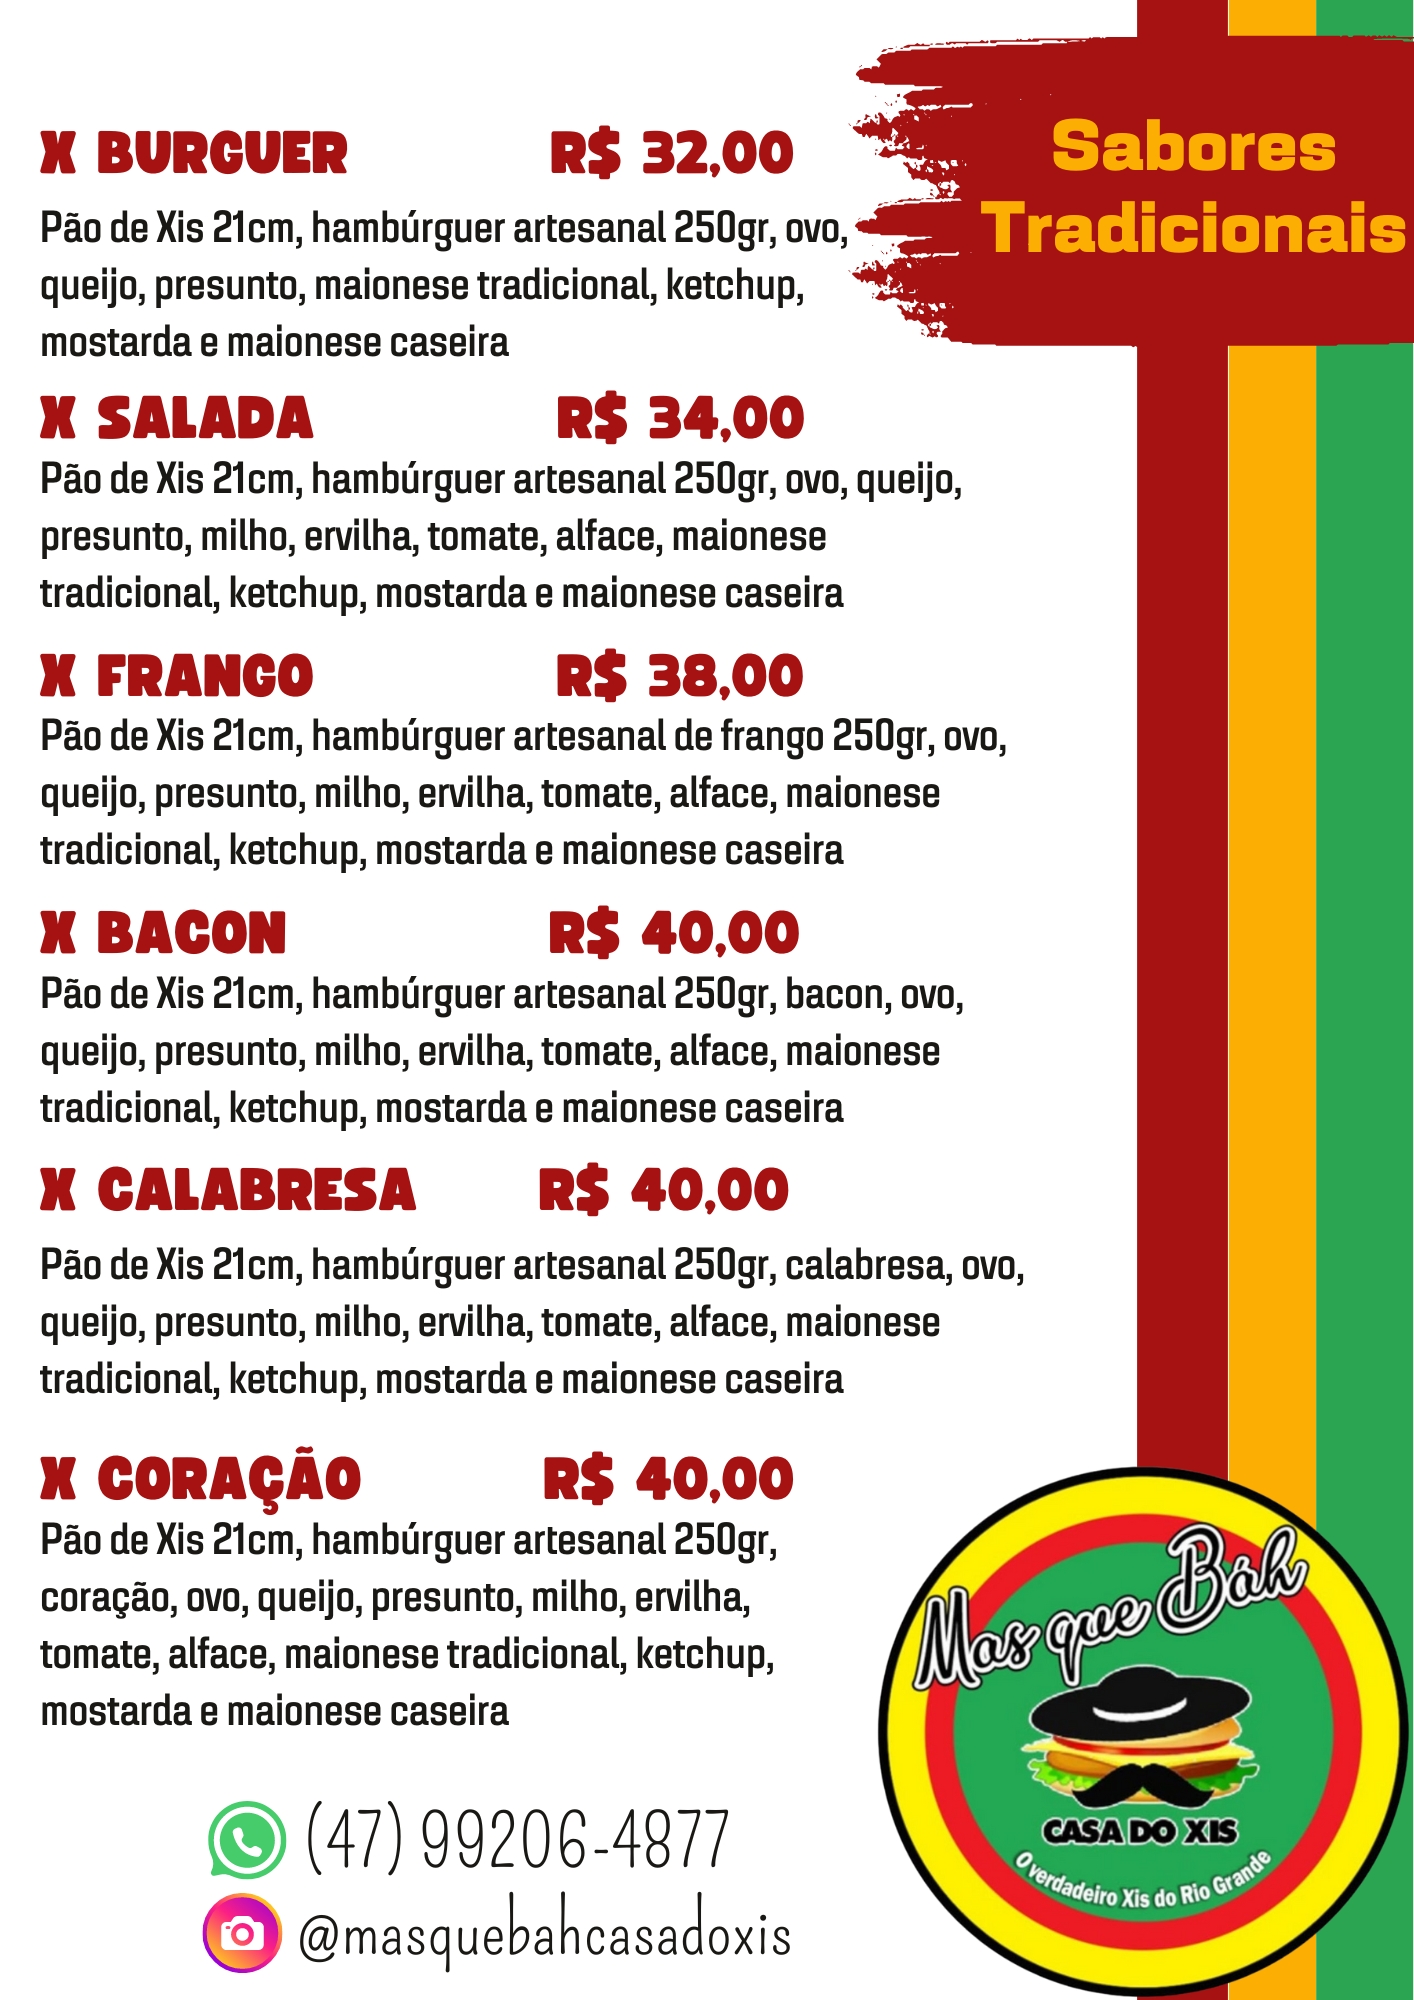 Sabores
Tradicionais
X BURGUER R$ 32,00
Pão de Xis 21cm, hambúrguer artesanal 250gr, ovo,
queijo, presunto, maionese tradicional, ketchup,
mostarda e maionese caseira
X SALADA R$ 34,00
Pão de Xis 21cm, hambúrguer artesanal 250gr, ovo, queijo,
presunto, milho, ervilha, tomate, alface, maionese
tradicional, ketchup, mostarda e maionese caseira
X FRANGO R$ 38,00
Pão de Xis 21cm, hambúrguer artesanal de frango 250gr, ovo,
queijo, presunto, milho, ervilha, tomate, alface, maionese
tradicional, ketchup, mostarda e maionese caseira
X BACON R$ 40,00
Pão de Xis 21cm, hambúrguer artesanal 250gr, bacon, ovo,
queijo, presunto, milho, ervilha, tomate, alface, maionese
tradicional, ketchup, mostarda e maionese caseira
X CALABRESA R$ 40,00
Pão de Xis 21cm, hambúrguer artesanal 250gr, calabresa, ovo,
queijo, presunto, milho, ervilha, tomate, alface, maionese
tradicional, ketchup, mostarda e maionese caseira
X CORAÇÃO R$ 40,00
Pão de Xis 21cm, hambúrguer artesanal 250gr,
coração, ovo, queijo, presunto, milho, ervilha,
tomate, alface, maionese tradicional, ketchup,
mostarda e maionese caseira
(47) 99206-4877
@masquebahcasadoxis
Mas que Báh
CASA DO XIS
O verdadeiro Xis do Rio Grande